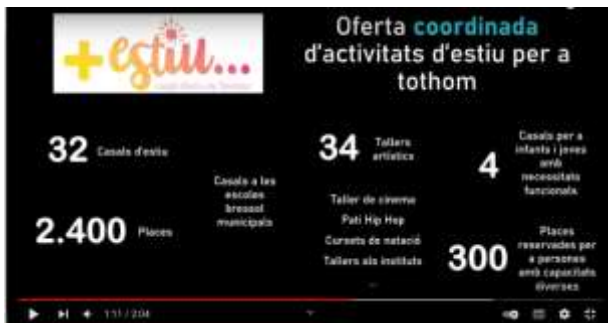 +estiu...
Oferta coordinada
d'activitats d'estiu per a
tothom
32 Casals d'estiu
2.400 Places
Casals a les
escoles
bressol
municipals
34 Tallers
artístics
Taller de cinema
Pati Hip Hop
Cursets de natació
Tallers als instituts
4 Casals per a
infants i joves
amb
necessitats
funcionals
300 Places
reservades per
a persones
amb capacitats
diverses
1:11 / 2:04